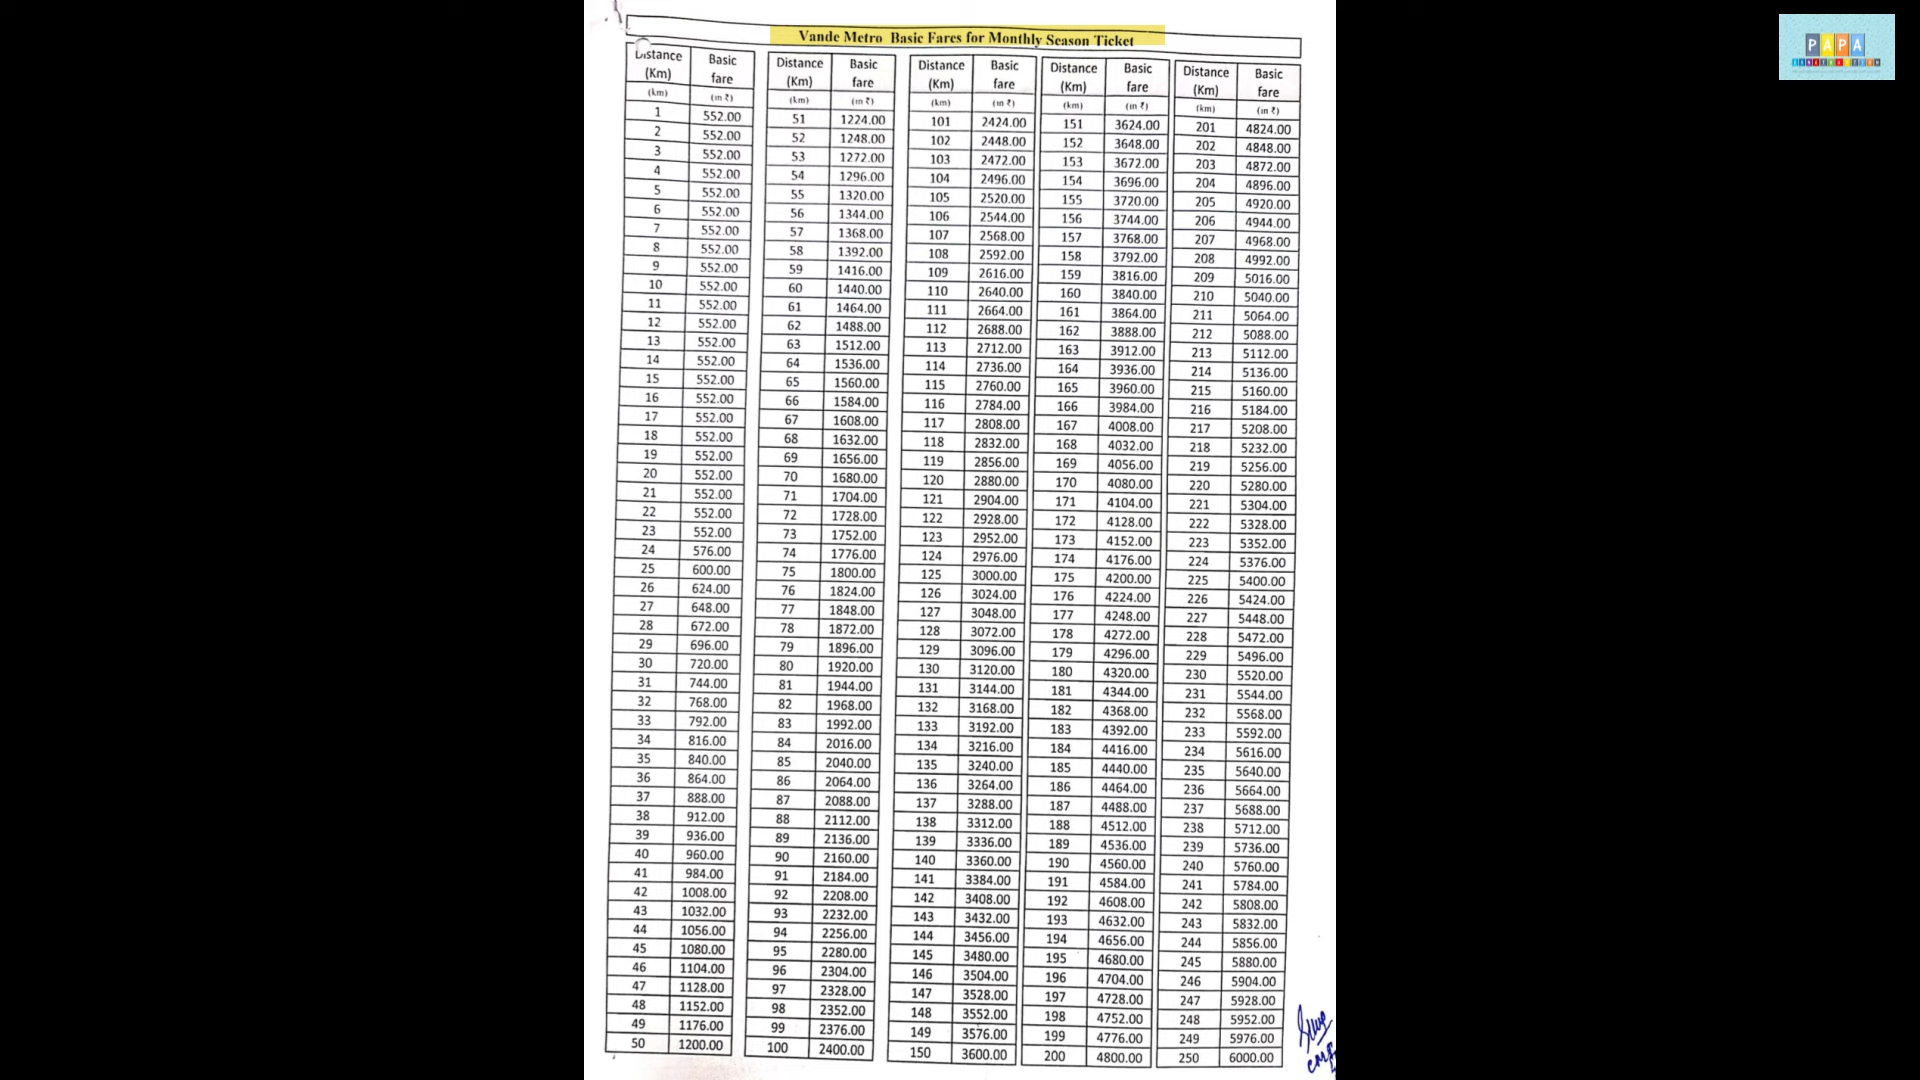 PAPA
Vande Metro Basic Fares for Monthly Season Ticket
Distance (Km) Basic fare Distance (Km) Basic fare Distance (Km) Basic fare Distance (Km) Basic fare Distance (Km) Basic fare
(km) (in ₹) (km) (in ₹) (km) (in ₹) (km) (in ₹) (km) (in ₹)
1 552.00 51 1224.00 101 2424.00 151 3624.00 201 4824.00
2 552.00 52 1248.00 102 2448.00 152 3648.00 202 4848.00
3 552.00 53 1272.00 103 2472.00 153 3672.00 203 4872.00
4 552.00 54 1296.00 104 2496.00 154 3696.00 204 4896.00
5 552.00 55 1320.00 105 2520.00 155 3720.00 205 4920.00
6 552.00 56 1344.00 106 2544.00 156 3744.00 206 4944.00
7 552.00 57 1368.00 107 2568.00 157 3768.00 207 4968.00
8 552.00 58 1392.00 108 2592.00 158 3792.00 208 4992.00
9 552.00 59 1416.00 109 2616.00 159 3816.00 209 5016.00
10 552.00 60 1440.00 110 2640.00 160 3840.00 210 5040.00
11 552.00 61 1464.00 111 2664.00 161 3864.00 211 5064.00
12 552.00 62 1488.00 112 2688.00 162 3888.00 212 5088.00
13 552.00 63 1512.00 113 2712.00 163 3912.00 213 5112.00
14 552.00 64 1536.00 114 2736.00 164 3936.00 214 5136.00
15 552.00 65 1560.00 115 2760.00 165 3960.00 215 5160.00
16 552.00 66 1584.00 116 2784.00 166 3984.00 216 5184.00
17 552.00 67 1608.00 117 2808.00 167 4008.00 217 5208.00
18 552.00 68 1632.00 118 2832.00 168 4032.00 218 5232.00
19 552.00 69 1656.00 119 2856.00 169 4056.00 219 5256.00
20 552.00 70 1680.00 120 2880.00 170 4080.00 220 5280.00
21 552.00 71 1704.00 121 2904.00 171 4104.00 221 5304.00
22 552.00 72 1728.00 122 2928.00 172 4128.00 222 5328.00
23 552.00 73 1752.00 123 2952.00 173 4152.00 223 5352.00
24 576.00 74 1776.00 124 2976.00 174 4176.00 224 5376.00
25 600.00 75 1800.00 125 3000.00 175 4200.00 225 5400.00
26 624.00 76 1824.00 126 3024.00 176 4224.00 226 5424.00
27 648.00 77 1848.00 127 3048.00 177 4248.00 227 5448.00
28 672.00 78 1872.00 128 3072.00 178 4272.00 228 5472.00
29 696.00 79 1896.00 129 3096.00 179 4296.00 229 5496.00
30 720.00 80 1920.00 130 3120.00 180 4320.00 230 5520.00
31 744.00 81 1944.00 131 3144.00 181 4344.00 231 5544.00
32 768.00 82 1968.00 132 3168.00 182 4368.00 232 5568.00
33 792.00 83 1992.00 133 3192.00 183 4392.00 233 5592.00
34 816.00 84 2016.00 134 3216.00 184 4416.00 234 5616.00
35 840.00 85 2040.00 135 3240.00 185 4440.00 235 5640.00
36 864.00 86 2064.00 136 3264.00 186 4464.00 236 5664.00
37 888.00 87 2088.00 137 3288.00 187 4488.00 237 5688.00
38 912.00 88 2112.00 138 3312.00 188 4512.00 238 5712.00
39 936.00 89 2136.00 139 3336.00 189 4536.00 239 5736.00
40 960.00 90 2160.00 140 3360.00 190 4560.00 240 5760.00
41 984.00 91 2184.00 141 3384.00 191 4584.00 241 5784.00
42 1008.00 92 2208.00 142 3408.00 192 4608.00 242 5808.00
43 1032.00 93 2232.00 143 3432.00 193 4632.00 243 5832.00
44 1056.00 94 2256.00 144 3456.00 194 4656.00 244 5856.00
45 1080.00 95 2280.00 145 3480.00 195 4680.00 245 5880.00
46 1104.00 96 2304.00 146 3504.00 196 4704.00 246 5904.00
47 1128.00 97 2328.00 147 3528.00 197 4728.00 247 5928.00
48 1152.00 98 2352.00 148 3552.00 198 4752.00 248 5952.00
49 1176.00 99 2376.00 149 3576.00 199 4776.00 249 5976.00
50 1200.00 100 2400.00 150 3600.00 200 4800.00 250 6000.00